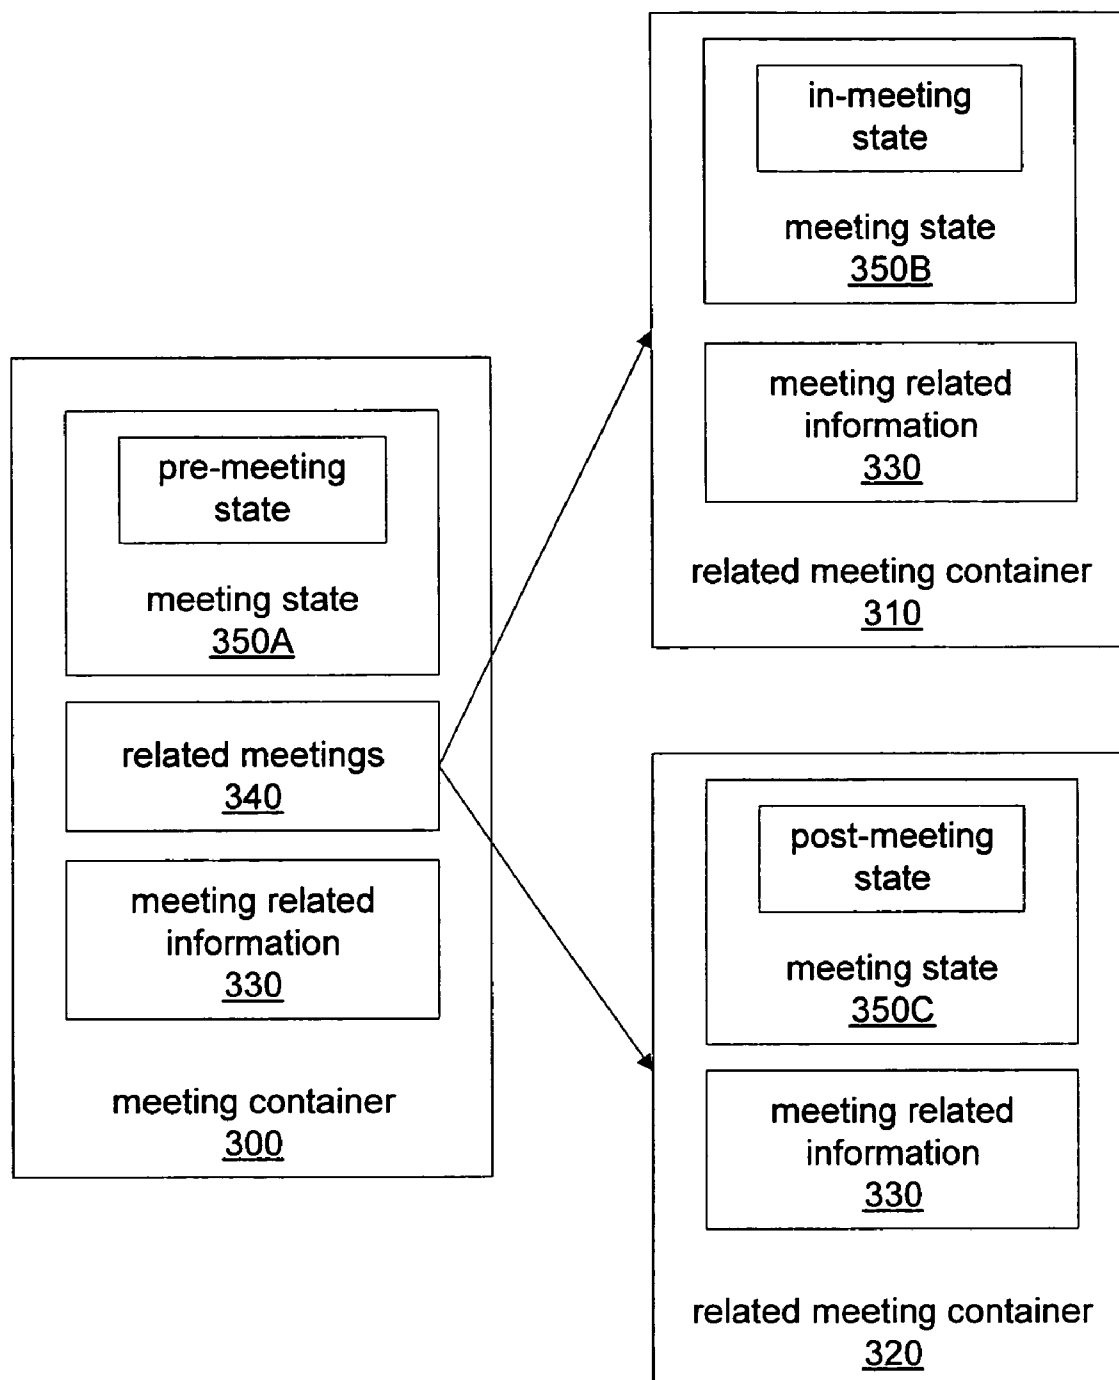 pre-meeting
state
meeting state
350A
related meetings
340
meeting related
information
330
meeting container
300
in-meeting
state
meeting state
350B
meeting related
information
330
related meeting container
310
post-meeting
state
meeting state
350C
meeting related
information
330
related meeting container
320